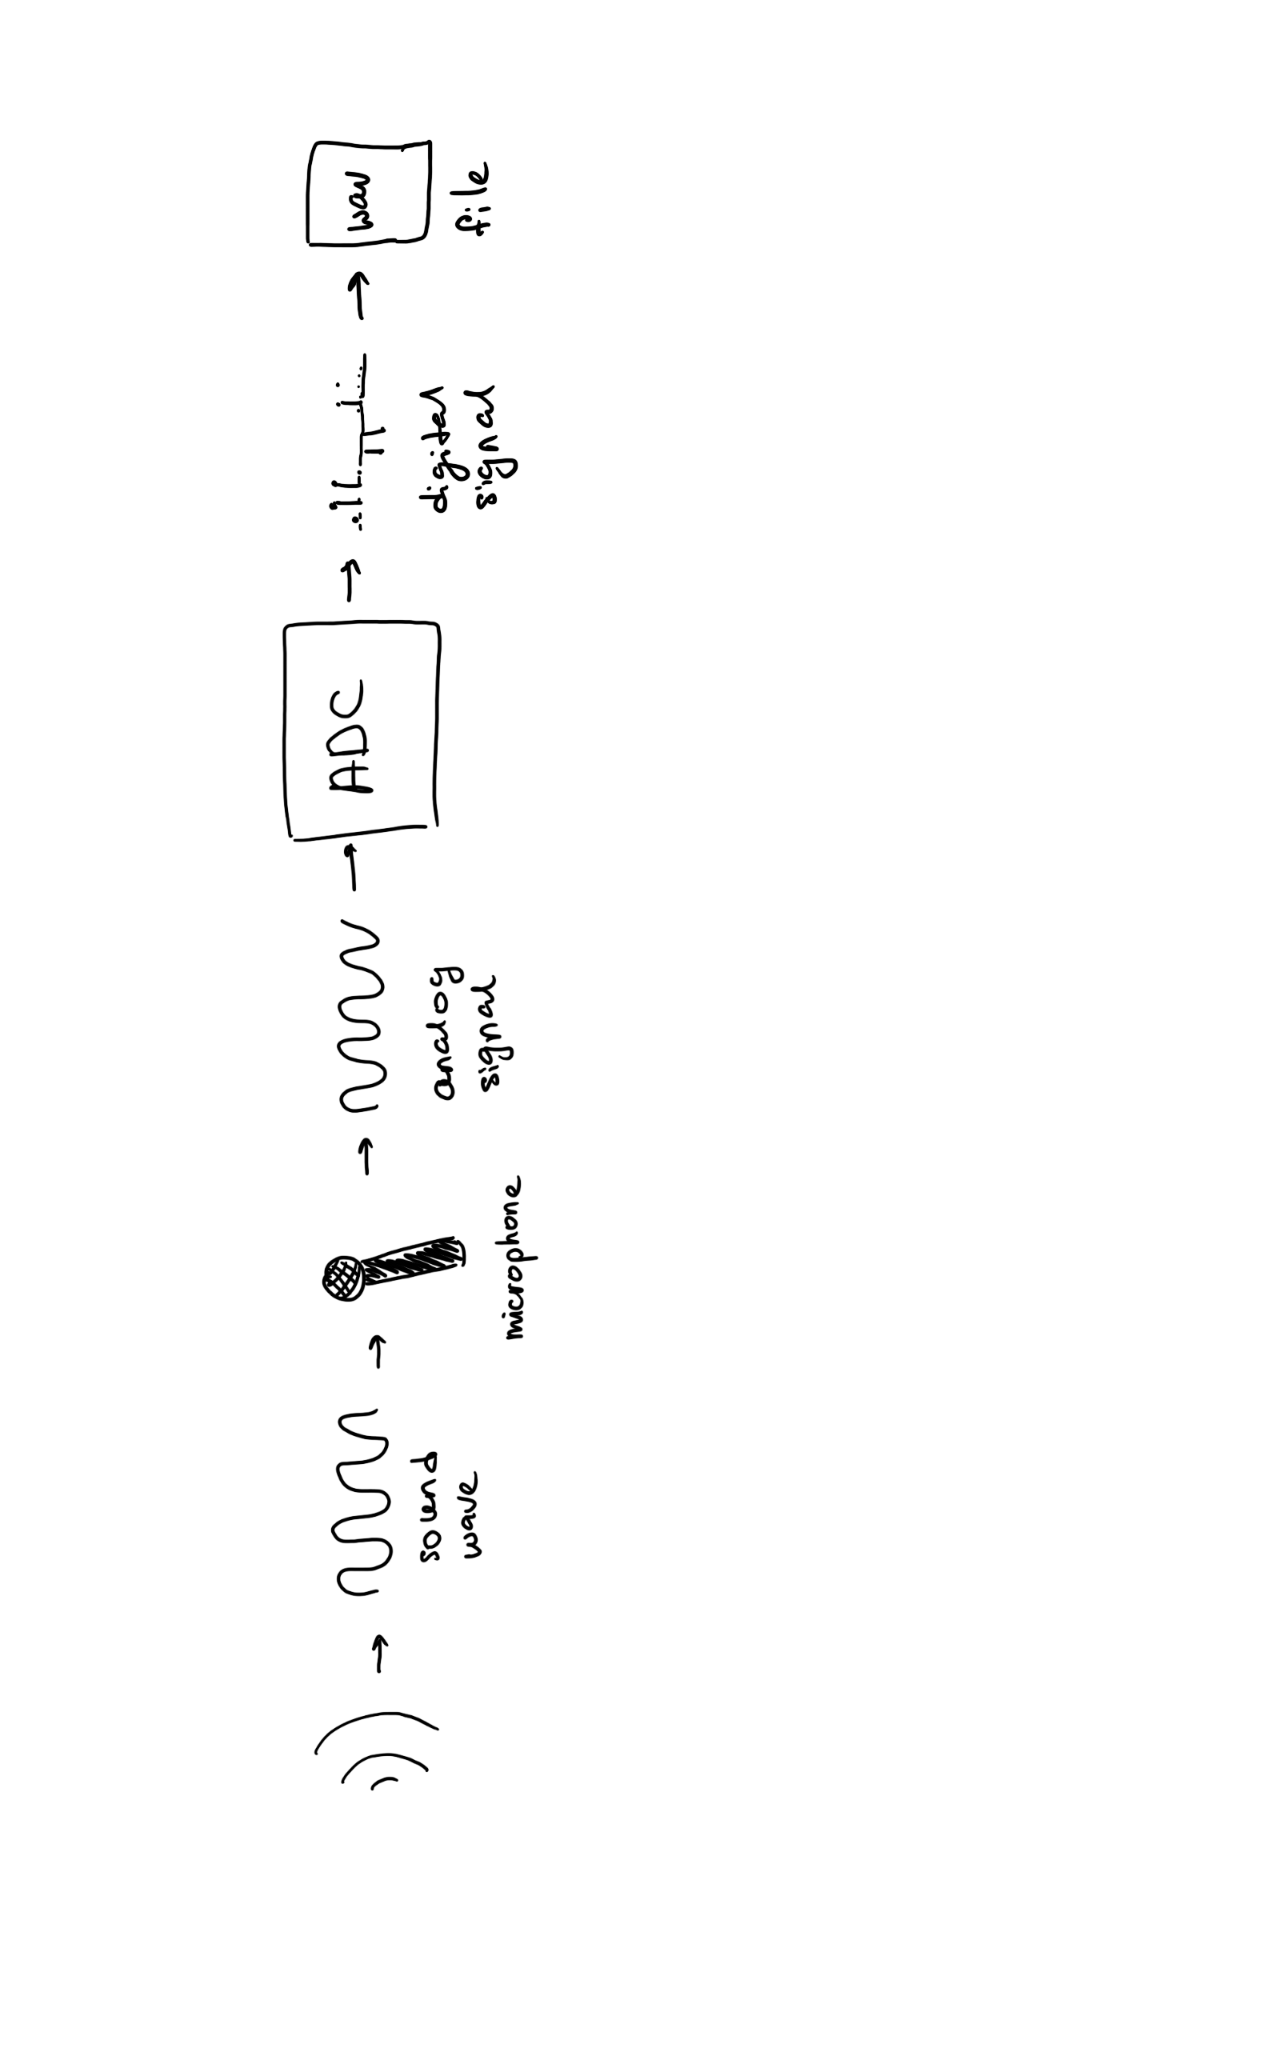 sound
wave
microphone
analog
signal
ADC
digital
signal
wav
file